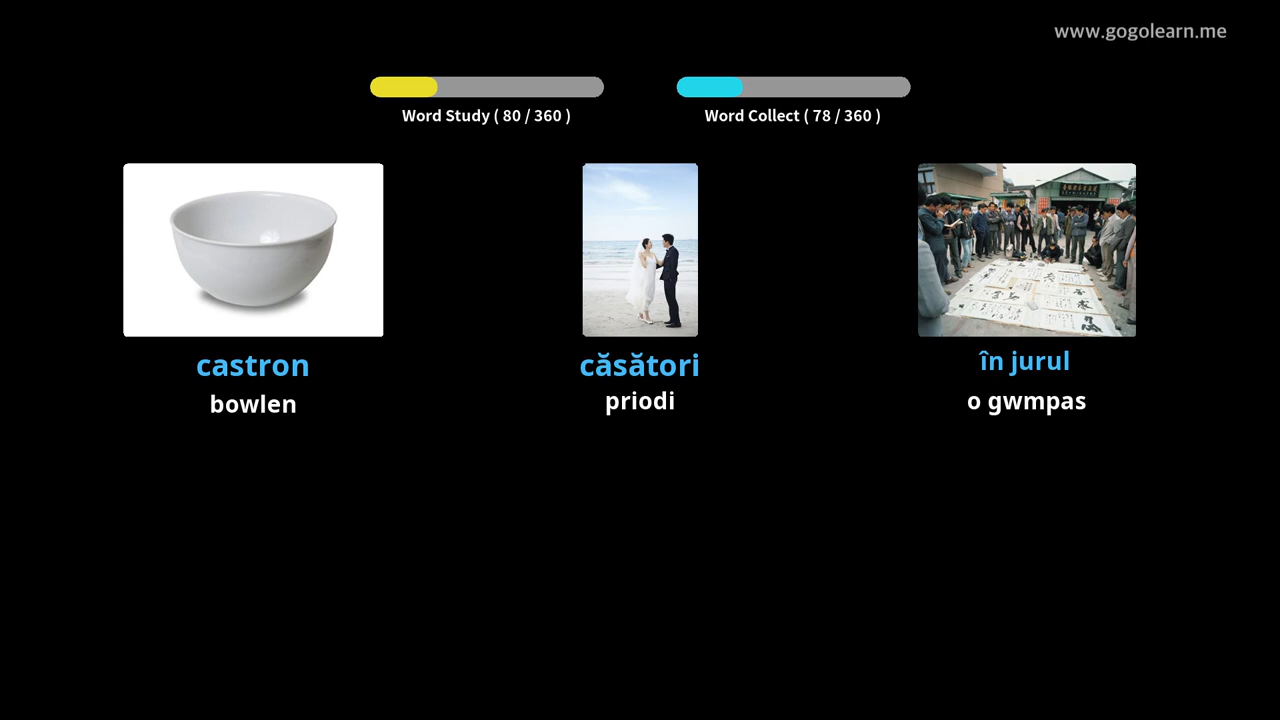 www.gogolearn.me
Word Study ( 80 / 360 )
Word Collect ( 78 / 360 )
castron
bowlen
căsători
priodi
în jurul
o gwmpas